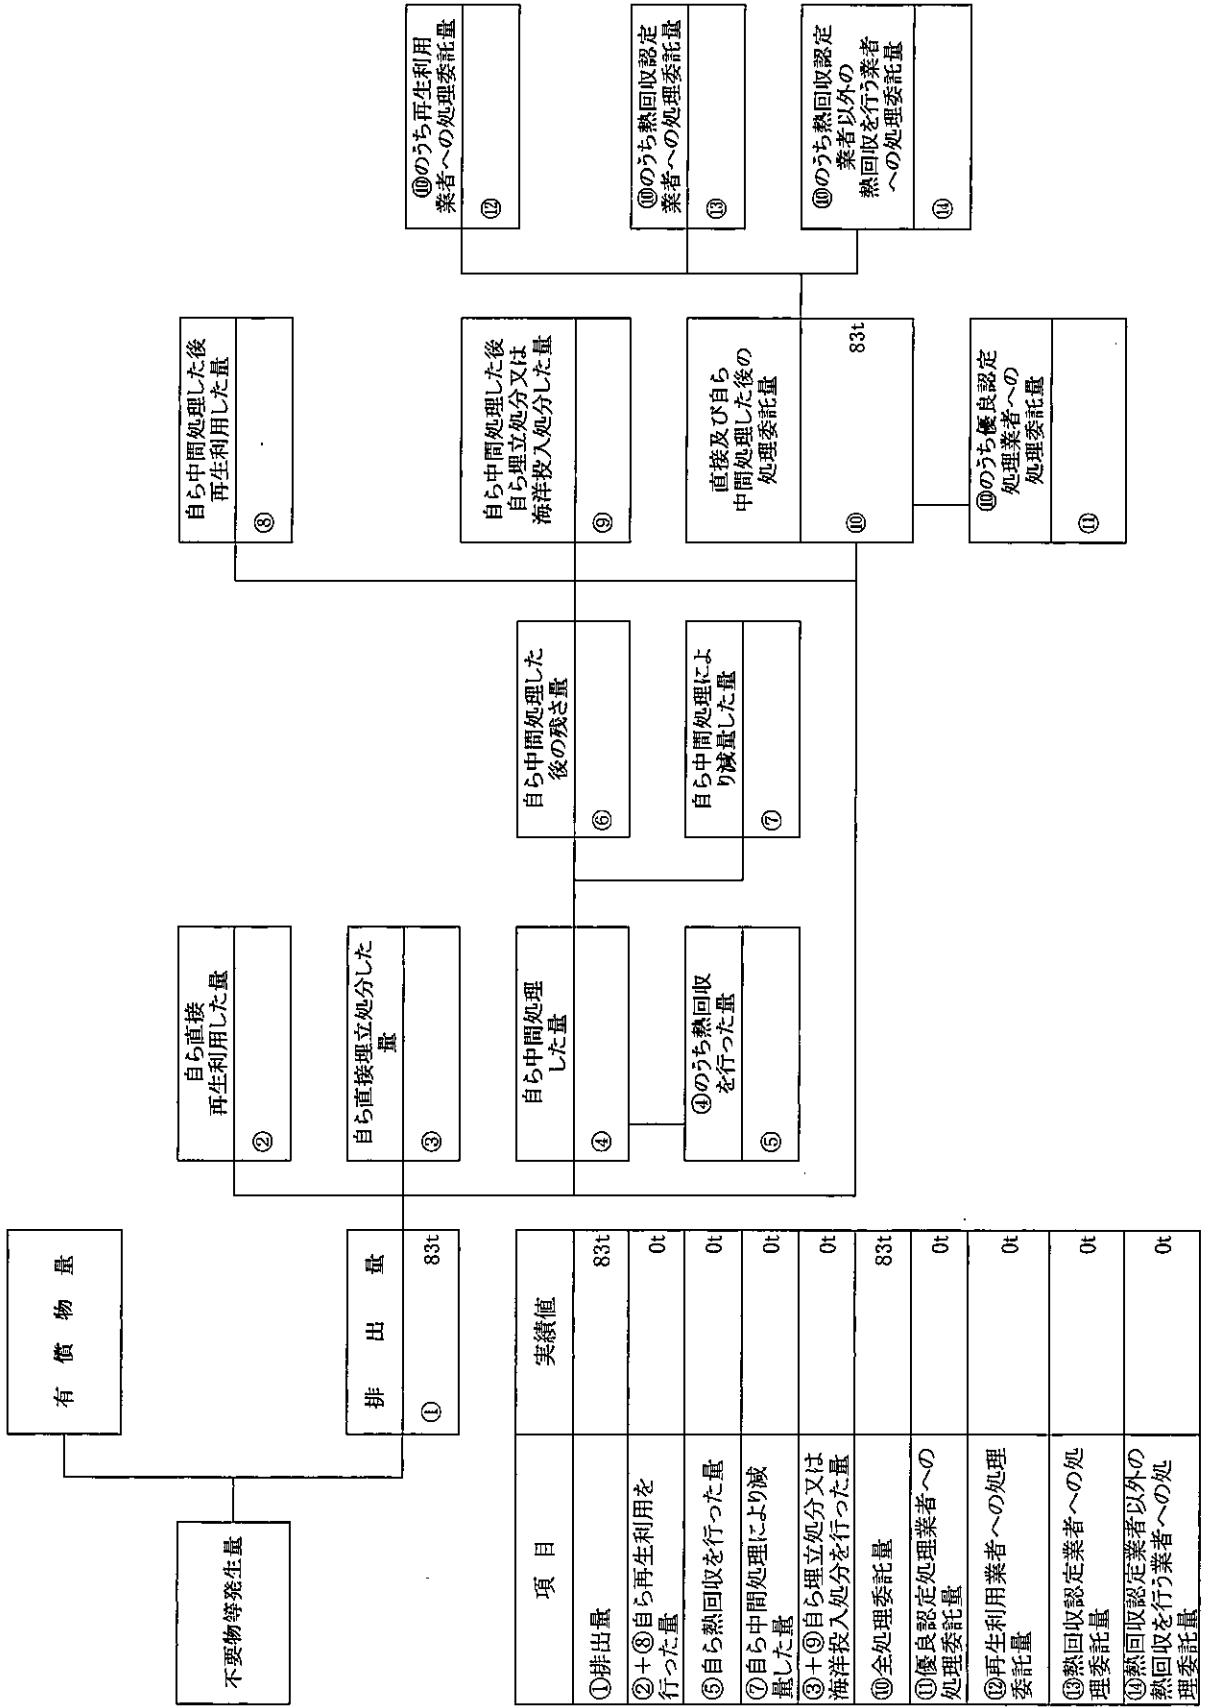 不要物等発生量
有償物量
排出量
① 83t
自ら直接
再生利用した量
②
自ら直接埋立処分した
量
③
自ら中間処理
した量
④
④のうち熱回収
を行った量
⑤
自ら中間処理した
後の残さ量
⑥
自ら中間処理によ
り減量した量
⑦
自ら中間処理した後
再生利用した量
⑧
自ら中間処理した後
自ら埋立処分又は
海洋投入処分した量
⑨
直接及び自ら
中間処理した後の
処理委託量
⑩ 83t
⑩のうち優良認定
処理業者への
処理委託量
⑪
⑩のうち再生利用
業者への処理委託量
⑫
⑩のうち熱回収認定
業者への処理委託量
⑬
⑩のうち熱回収認定
業者以外の
熱回収を行う業者
への処理委託量
⑭
項目 実績値
①排出量 83t
②+⑧自ら再生利用を
行った量 0t
⑤自ら熱回収を行った量 0t
⑦自ら中間処理により減
量した量 0t
③+⑨自ら埋立処分又は
海洋投入処分を行った量 0t
⑩全処理委託量 83t
⑪優良認定処理業者への
処理委託量 0t
⑫再生利用業者への処理
委託量 0t
⑬熱回収認定業者への処
理委託量 0t
⑭熱回収認定業者以外の
熱回収を行う業者への処
理委託量 0t